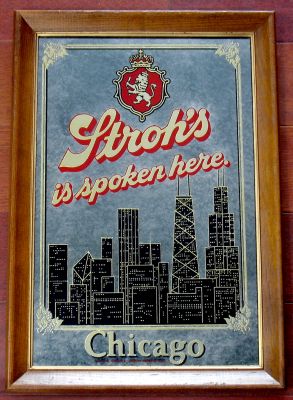 Stroh's
is spoken here.
Chicago